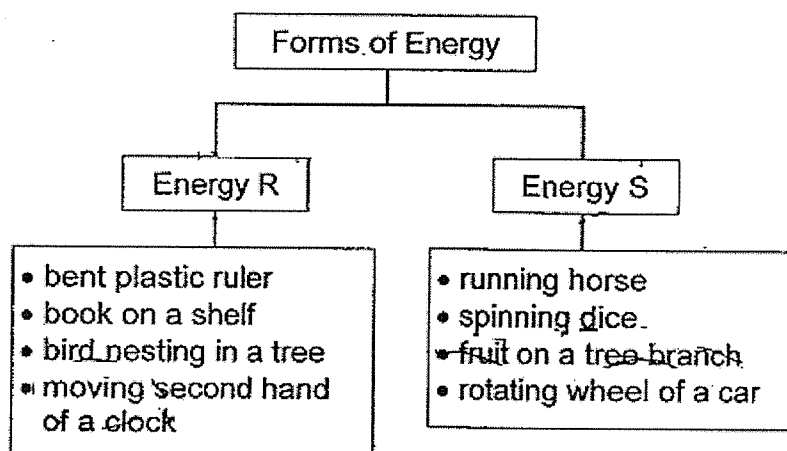 Forms of Energy
Energy R
Energy S
• bent plastic ruler
• book on a shelf
• bird nesting in a tree
• moving second hand
of a clock
• running horse
• spinning dice
• fruit on a tree branch
• rotating wheel of a car